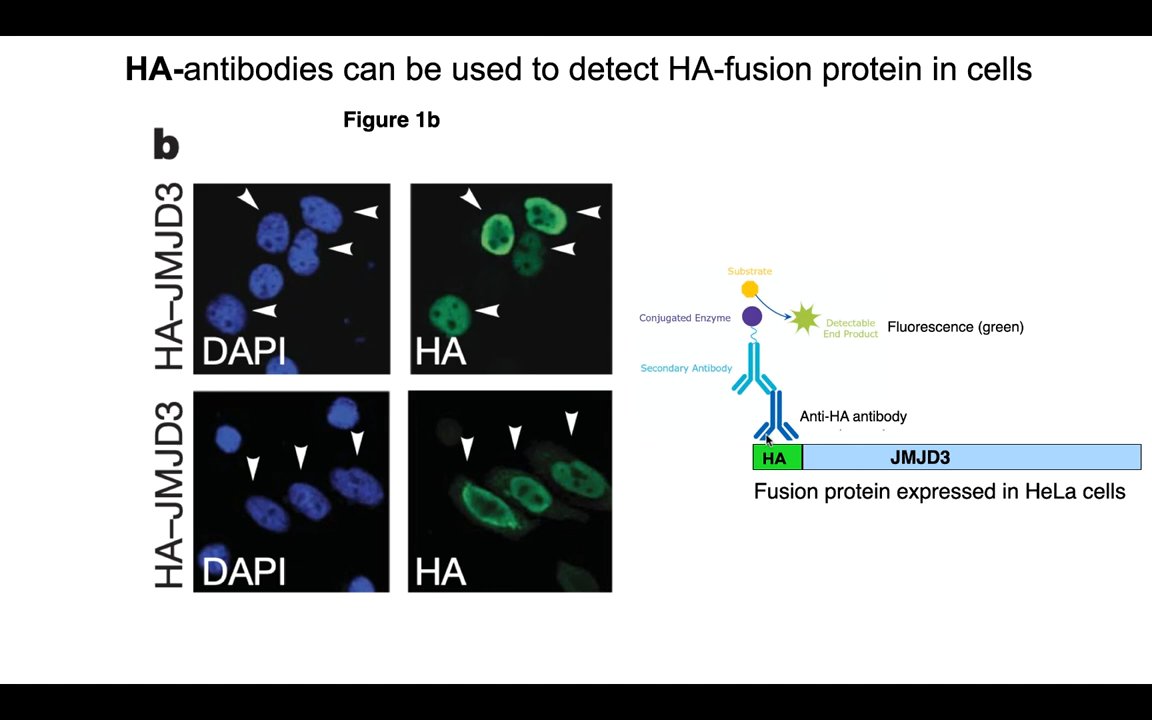 HA-antibodies can be used to detect HA-fusion protein in cells
Figure 1b
b
HA–JMJD3
DAPI
HA
HA–JMJD3
DAPI
HA
Substrate
Conjugated Enzyme
Detectable
End Product
Fluorescence (green)
Secondary Antibody
Anti-HA antibody
HA
JMJD3
Fusion protein expressed in HeLa cells